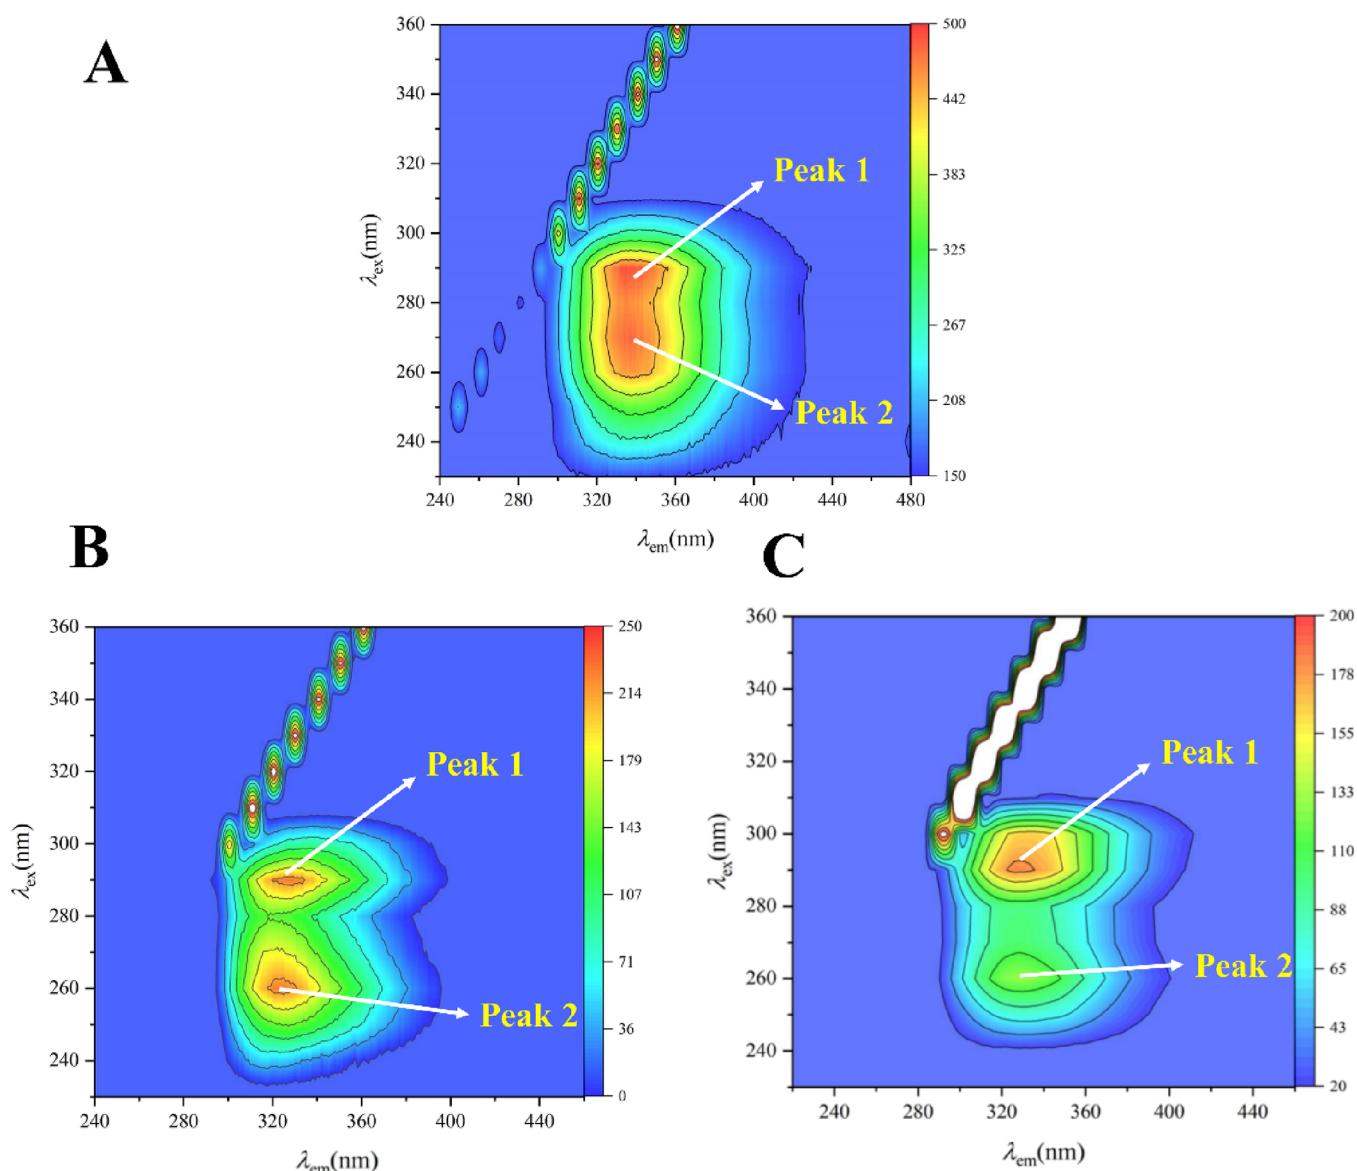 A
360
340
320
300
280
260
240
λex(nm)
240 280 320 360 400 440 480
λem(nm)
Peak 1
Peak 2
500
442
383
325
267
208
150
B
360
340
320
300
280
260
240
λex(nm)
240 280 320 360 400 440
λem(nm)
Peak 1
Peak 2
250
214
179
143
107
71
36
0
C
360
340
320
300
280
260
240
λex(nm)
240 280 320 360 400 440
λem(nm)
Peak 1
Peak 2
200
178
155
133
110
88
65
43
20